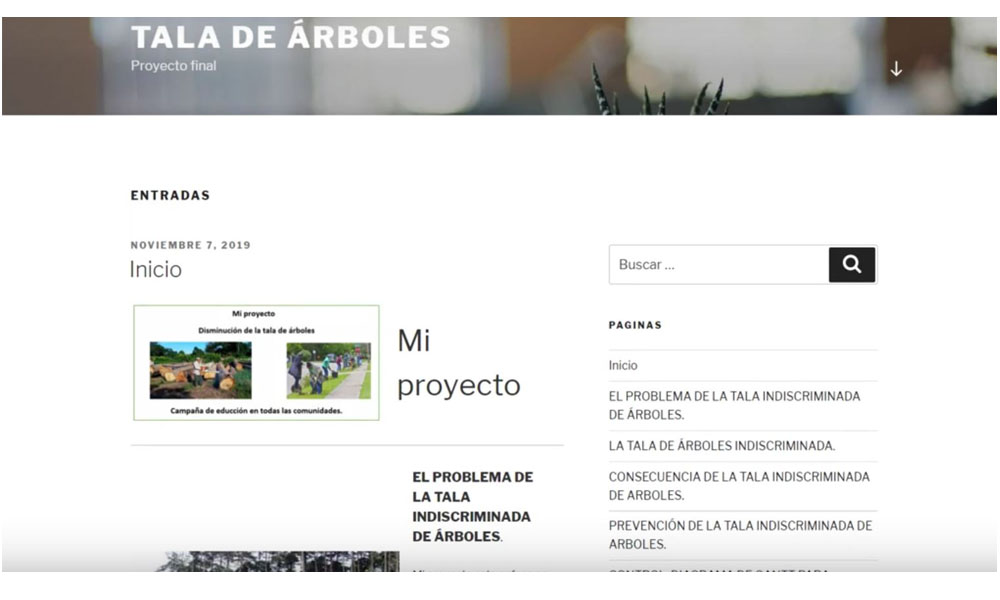 TALA DE ÁRBOLES
Proyecto final
ENTRADAS
NOVIEMBRE 7, 2019
Inicio
Mi proyecto
Disminución de la tala de árboles
Campaña de educción en todas las comunidades.
Mi
proyecto
EL PROBLEMA DE
LA TALA
INDISCRIMINADA
DE ÁRBOLES.
Buscar ...
PAGINAS
Inicio
EL PROBLEMA DE LA TALA INDISCRIMINADA
DE ÁRBOLES.
LA TALA DE ÁRBOLES INDISCRIMINADA.
CONSECUENCIA DE LA TALA INDISCRIMINADA
DE ARBOLES.
PREVENCIÓN DE LA TALA INDISCRIMINADA DE
ARBOLES.